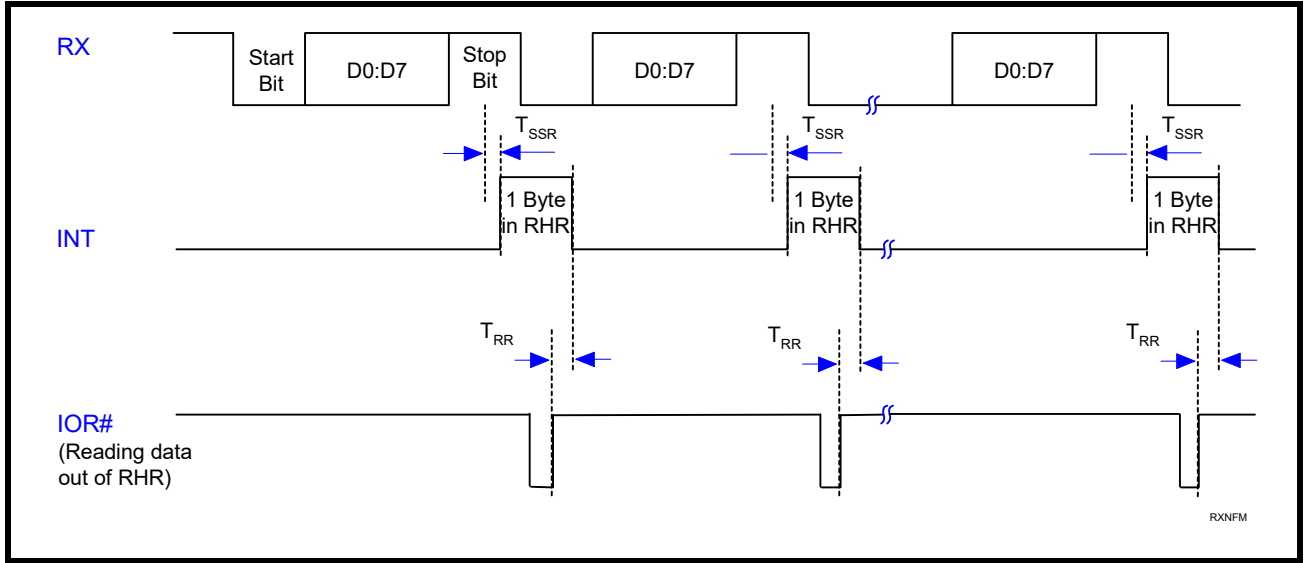 RX
Start
Bit
D0:D7
Stop
Bit
D0:D7
D0:D7
TSSR
TSSR
TSSR
1 Byte
in RHR
1 Byte
in RHR
1 Byte
in RHR
INT
TRR
TRR
TRR
IOR#
(Reading data
out of RHR)
RXNFM